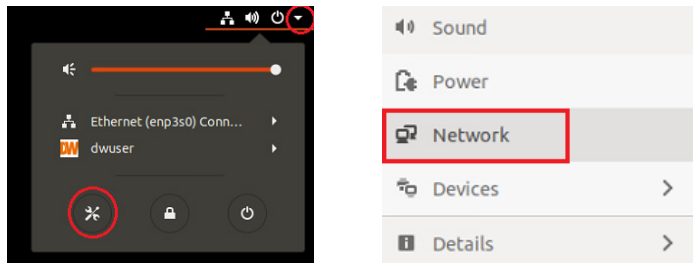 Ethernet (enp3s0) Conn...
DW dwuser
Sound
Power
Network
Devices
Details